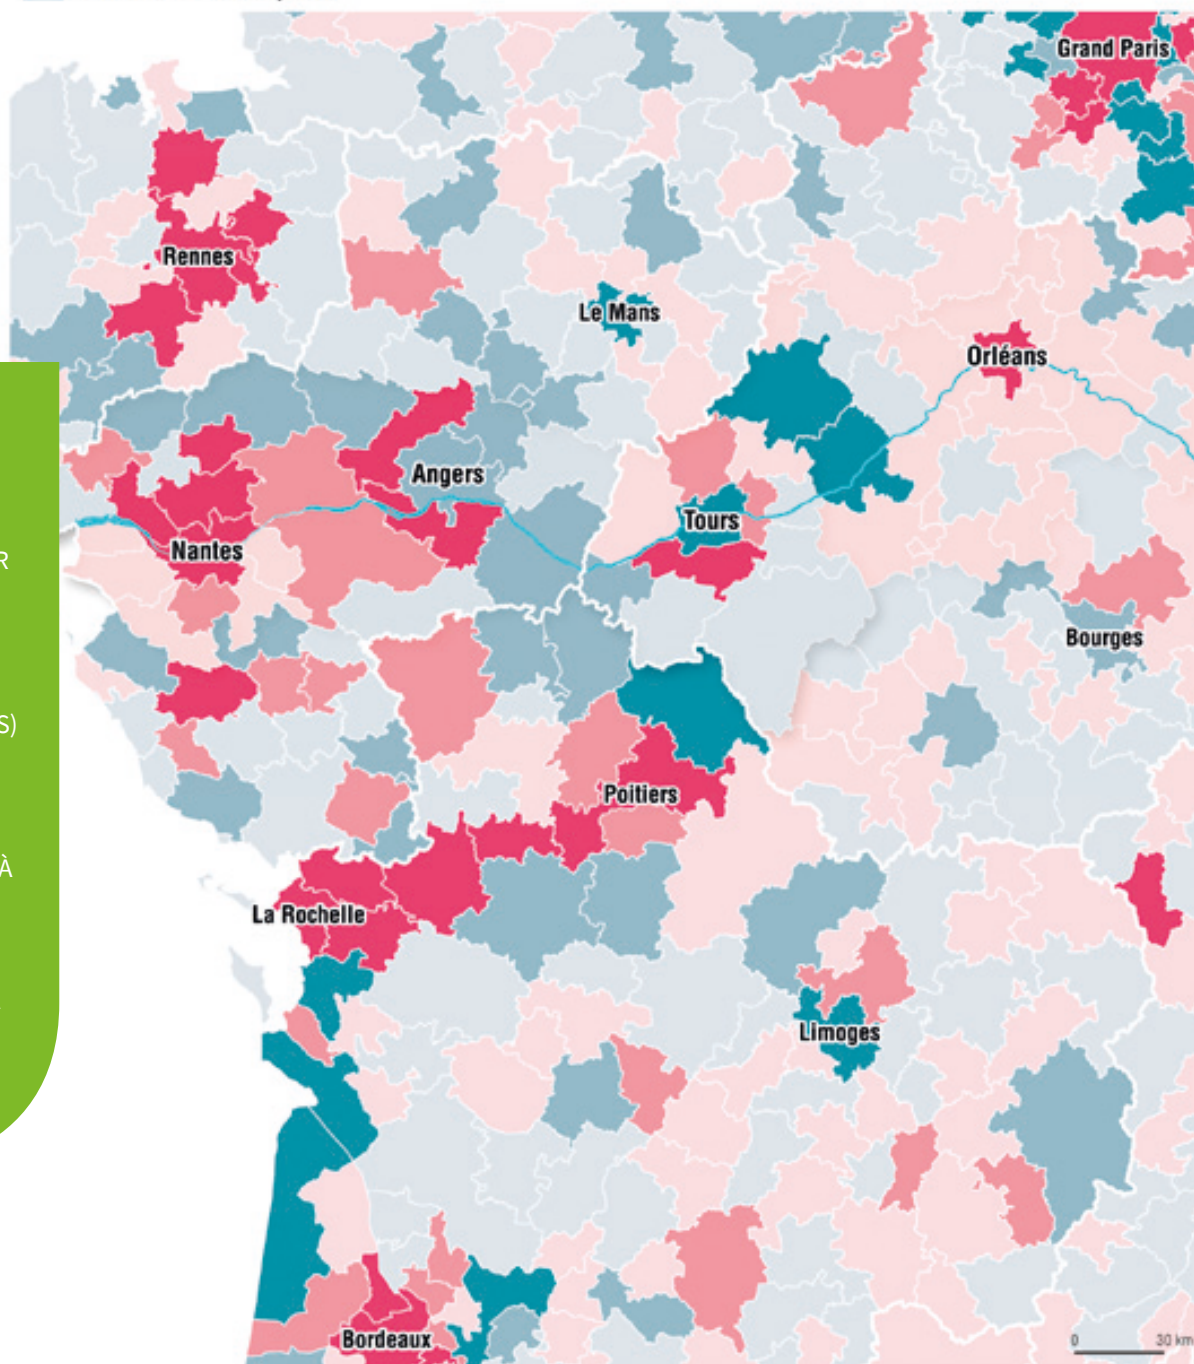 Grand Paris
Rennes
Le Mans
Orléans
Angers
Tours
Nantes
R
Bourges
S)
Poitiers
À
La Rochelle
Limoges
Bordeaux
0 30 km